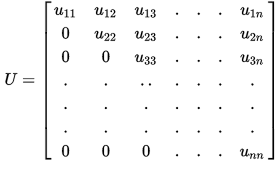 u₁₁ u₁₂ u₁₃ . . . u₁ₙ
0 u₂₂ u₂₃ . . . u₂ₙ
0 0 u₃₃ . . . u₃ₙ
U = . . . . . . . .
. . . . . . .
. . . . . . .
0 0 0 . . . uₙₙ